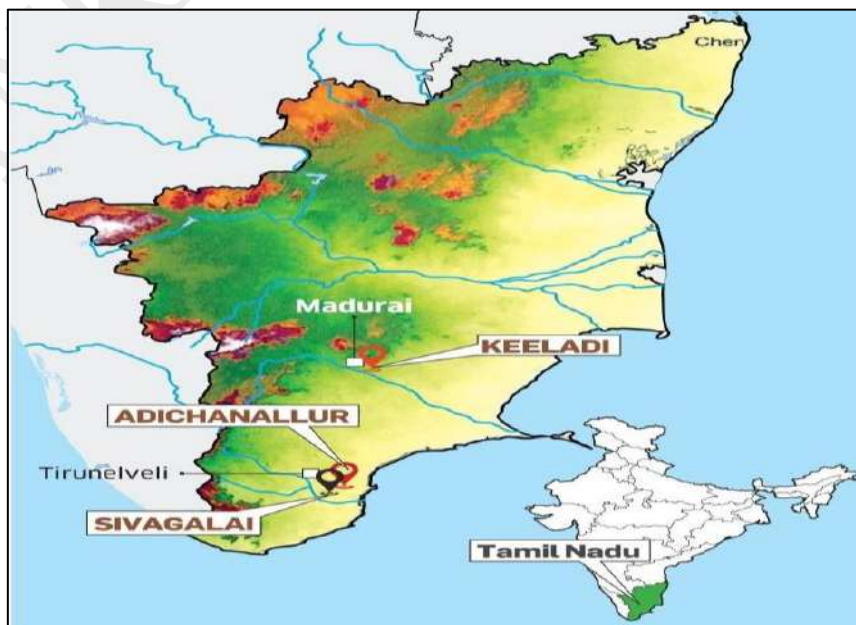 Chen
Madurai
KEELADI
ADICHANALLUR
Tirunelveli
SIVAGALAI
Tamil Nadu